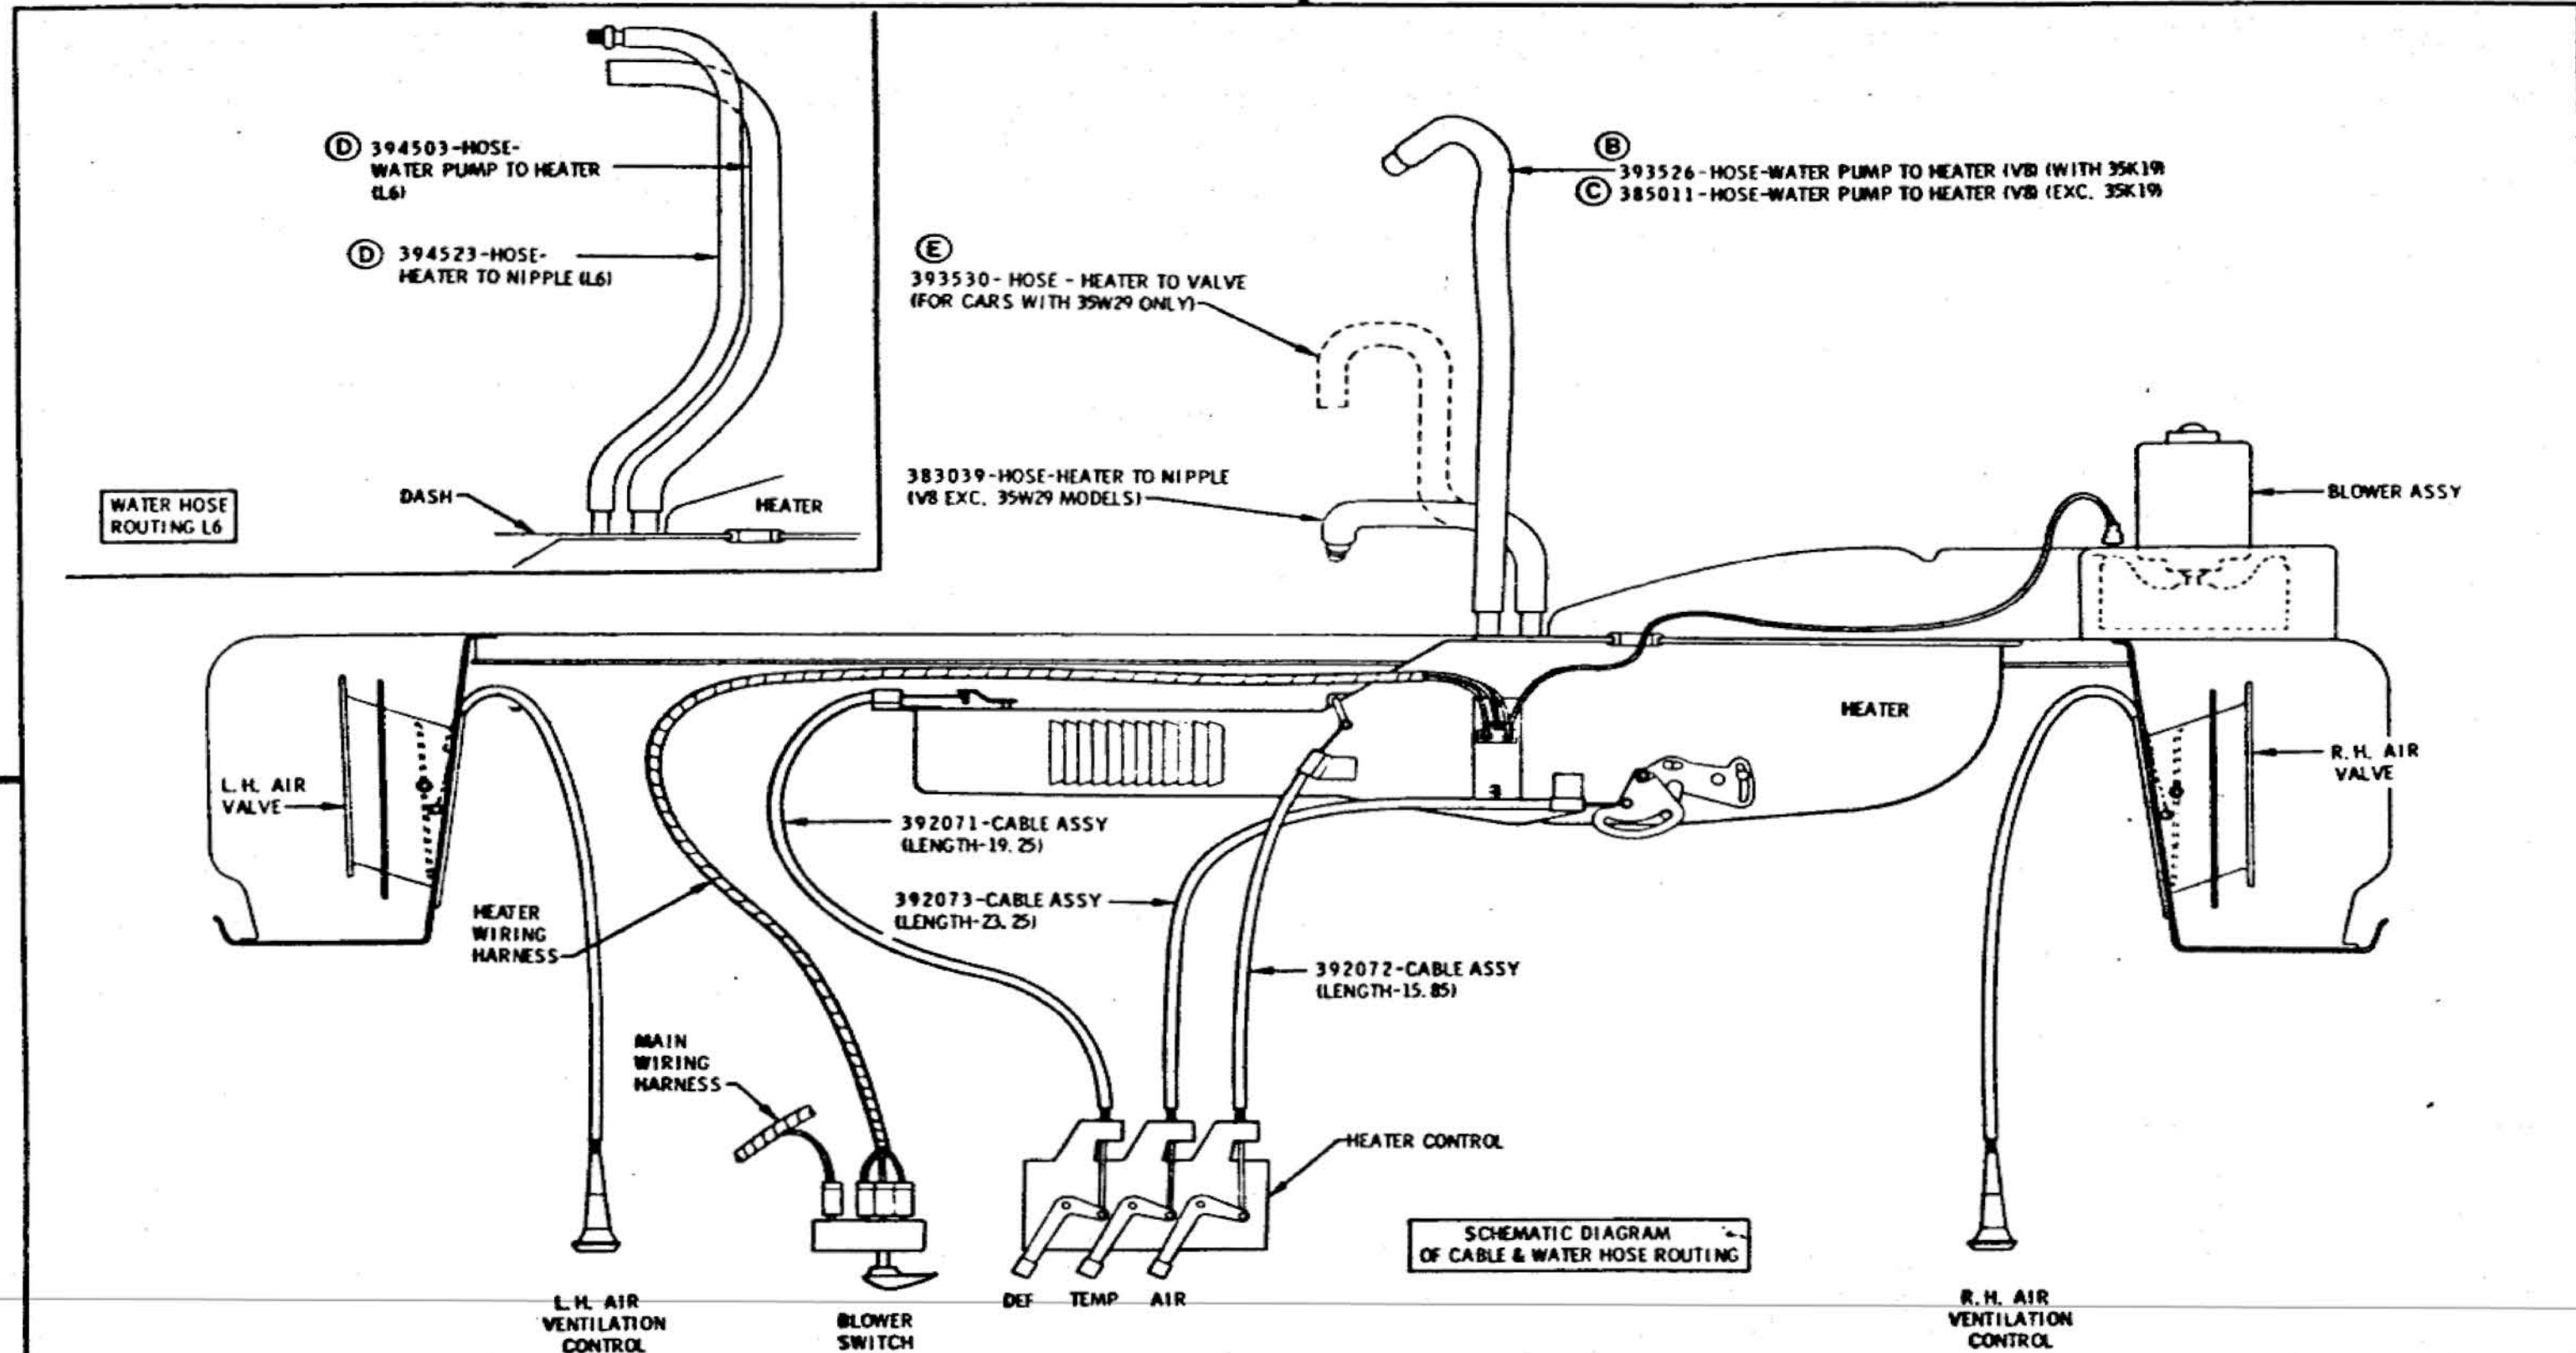 D 394503-HOSE-
WATER PUMP TO HEATER
(L6)
D 394523-HOSE-
HEATER TO NIPPLE (L6)
WATER HOSE
ROUTING L6
DASH
HEATER
B
393526-HOSE-WATER PUMP TO HEATER (V8) (WITH 35K19)
C 385011-HOSE-WATER PUMP TO HEATER (V8) (EXC. 35K19)
E
393530- HOSE - HEATER TO VALVE
(FOR CARS WITH 35W29 ONLY)
383039-HOSE-HEATER TO NIPPLE
(V8 EXC. 35W29 MODELS)
BLOWER ASSY
L.H. AIR
VALVE
HEATER
R.H. AIR
VALVE
392071-CABLE ASSY
(LENGTH-19.25)
392073-CABLE ASSY
(LENGTH-23.25)
HEATER
WIRING
HARNESS
392072-CABLE ASSY
(LENGTH-15.85)
MAIN
WIRING
HARNESS
HEATER CONTROL
SCHEMATIC DIAGRAM
OF CABLE & WATER HOSE ROUTING
DEF TEMP AIR
L.H. AIR
VENTILATION
CONTROL
BLOWER
SWITCH
R.H. AIR
VENTILATION
CONTROL